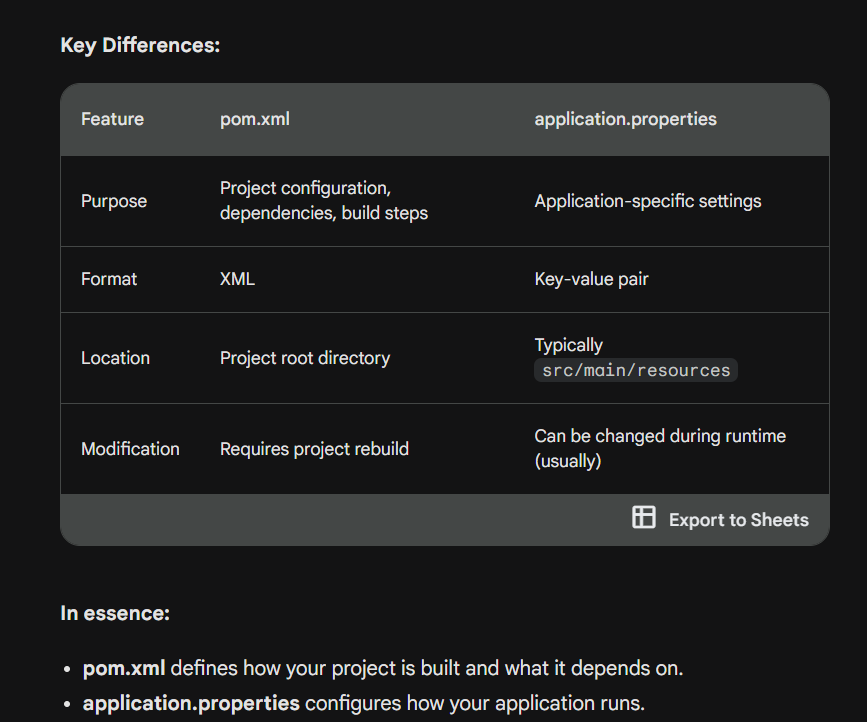 Key Differences:
Feature pom.xml application.properties
Purpose Project configuration, dependencies, build steps Application-specific settings
Format XML Key-value pair
Location Project root directory Typically src/main/resources
Modification Requires project rebuild Can be changed during runtime (usually)
Export to Sheets
In essence:
• pom.xml defines how your project is built and what it depends on.
• application.properties configures how your application runs.